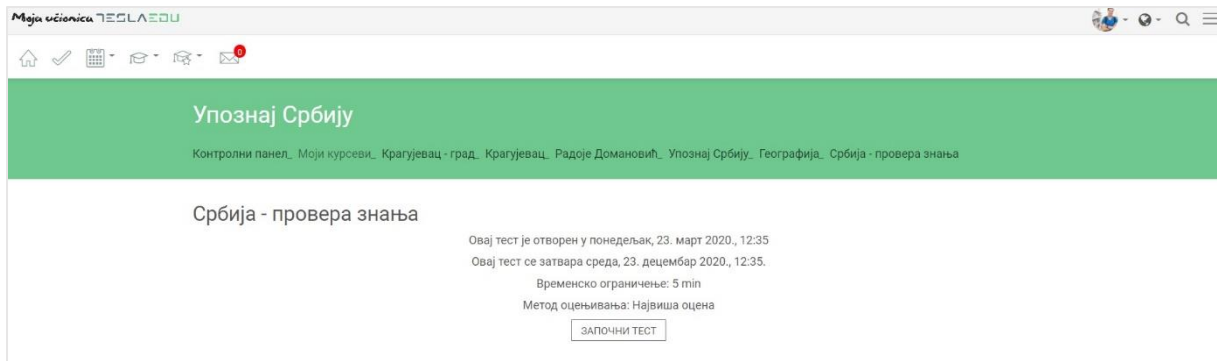 Moja učionica TESLAEDU
0
Упознај Србију
Контролни панел_ Моји курсеви_ Крагујевац - град_ Крагујевац_ Радоје Домановић_ Упознај Србију_ Географија_ Србија - провера знања
Србија - провера знања
Овај тест је отворен у понедељак, 23. март 2020., 12:35
Овај тест се затвара среда, 23. децембар 2020., 12:35.
Временско ограничење: 5 min
Метод оцењивања: Највиша оцена
ЗАПОЧНИ ТЕСТ